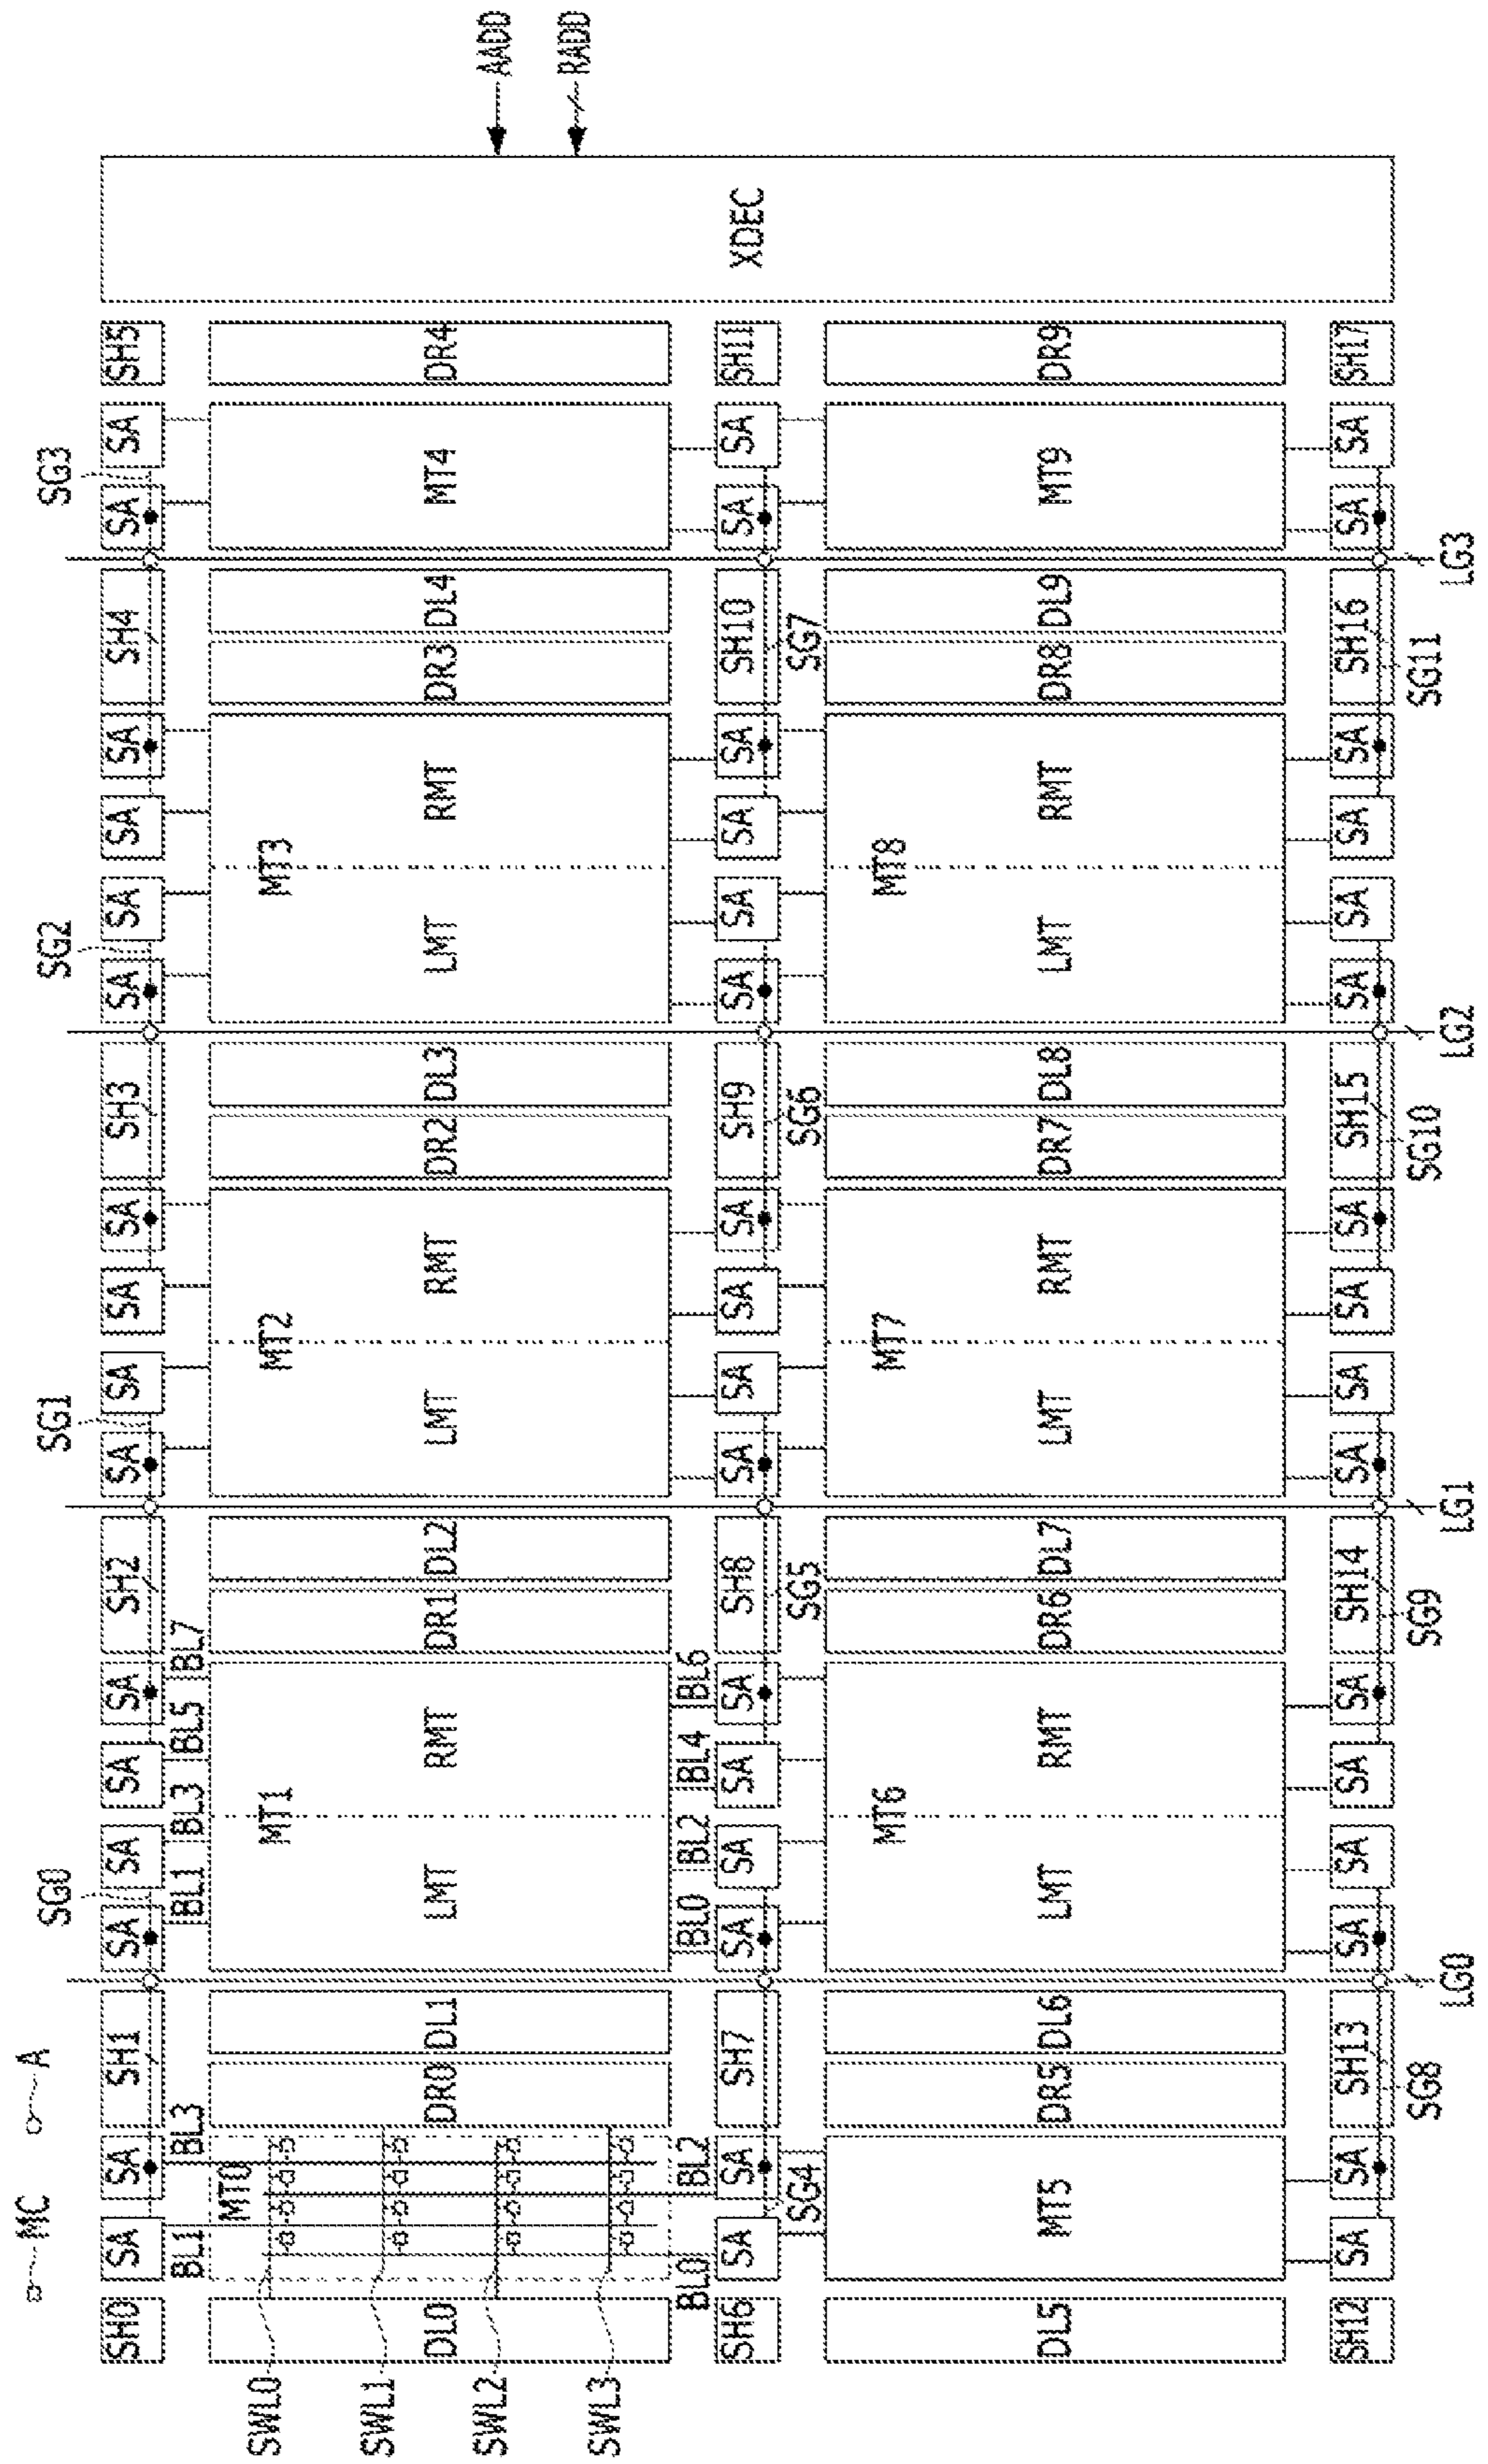 MC A
SG0 SG1 SG2 SG3
SH0 SA SA SH1 SA SA SA SA SH2 SA SA SA SA SH3 SA SA SA SA SH4 SA SA SH5
BL1 BL3 BL1 BL3 BL5 BL7
MT0
SWL0 MT1 MT2 MT3
SWL1
DL0 DR0 DL1 LMT RMT DR1 DL2 LMT RMT DR2 DL3 LMT RMT DR3 DL4 MT4 DR4
SWL2 AADD
RADD
SWL3
BL0 BL2 BL0 BL2 BL4 BL6
SH6 SA SA SH7 SA SA SA SA SH8 SA SA SA SA SH9 SA SA SA SA SH10 SA SA SH11 XDEC
SG4 SG5 SG6 SG7
MT6 MT7 MT8
DL5 MT5 DR5 DL6 LMT RMT DR6 DL7 LMT RMT DR7 DL8 LMT RMT DR8 DL9 MT9 DR9
SH12 SA SA SH13 SA SA SA SA SH14 SA SA SA SA SH15 SA SA SA SA SH16 SA SA SH17
SG8 SG9 SG10 SG11
LG0 LG1 LG2 LG3